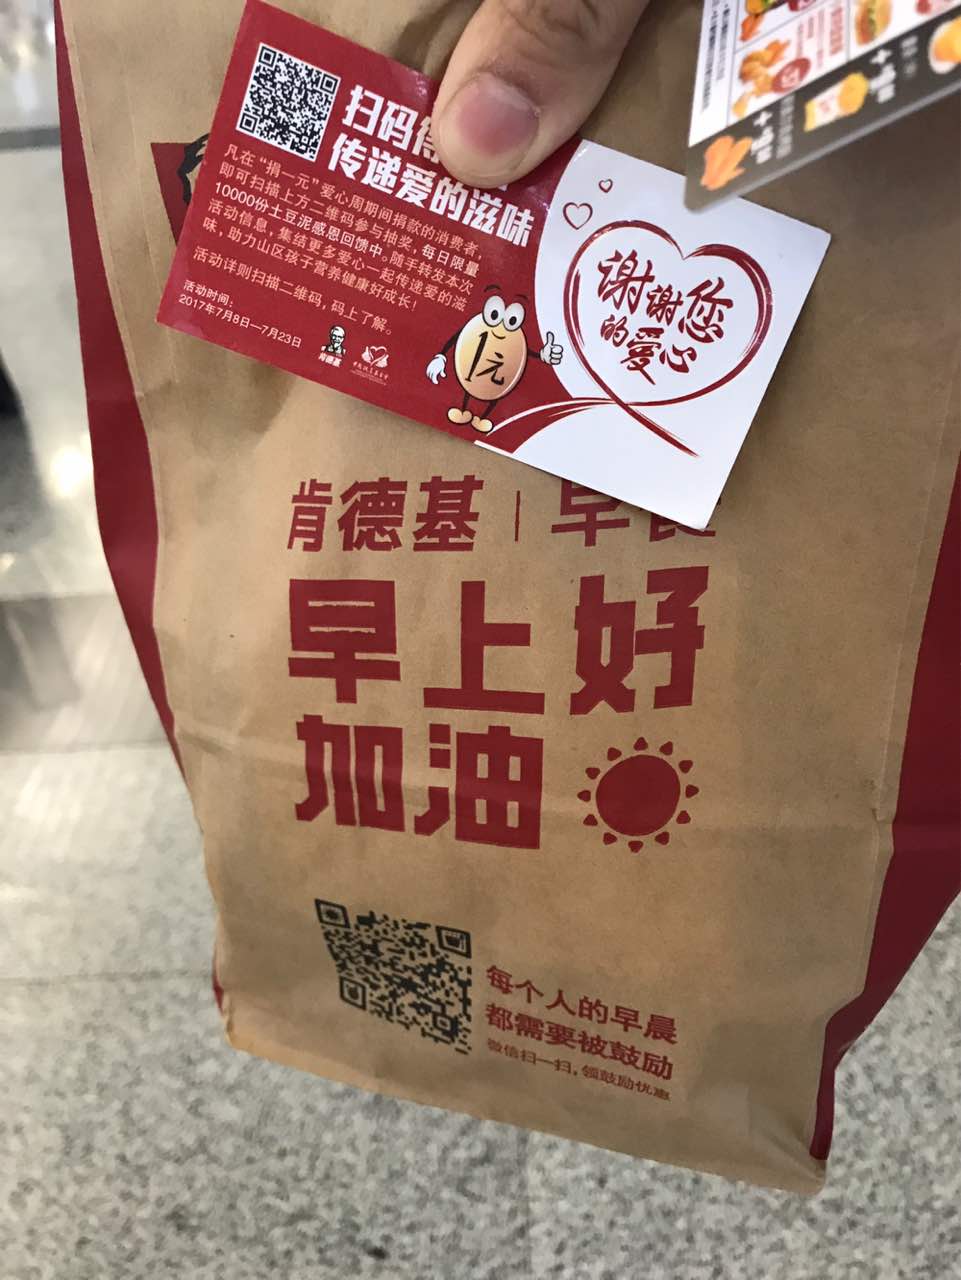 扫码得
传递爱的滋味
凡在“捐一元”爱心周期间捐款的消费者，
即可扫描上方二维码参与抽奖，每日限量
10000份土豆泥感恩回馈中。随手转发本次
活动信息，集结更多爱心一起传递爱的滋
味，助力山区孩子营养健康好成长！
活动详则扫描二维码，码上了解。
活动时间：
2017年7月8日—7月23日
肯德基
1元
谢谢您
的爱心
肯德基 | 早
早上好
加油
每个人的早晨
都需要被鼓励
微信扫一扫，领鼓励优惠